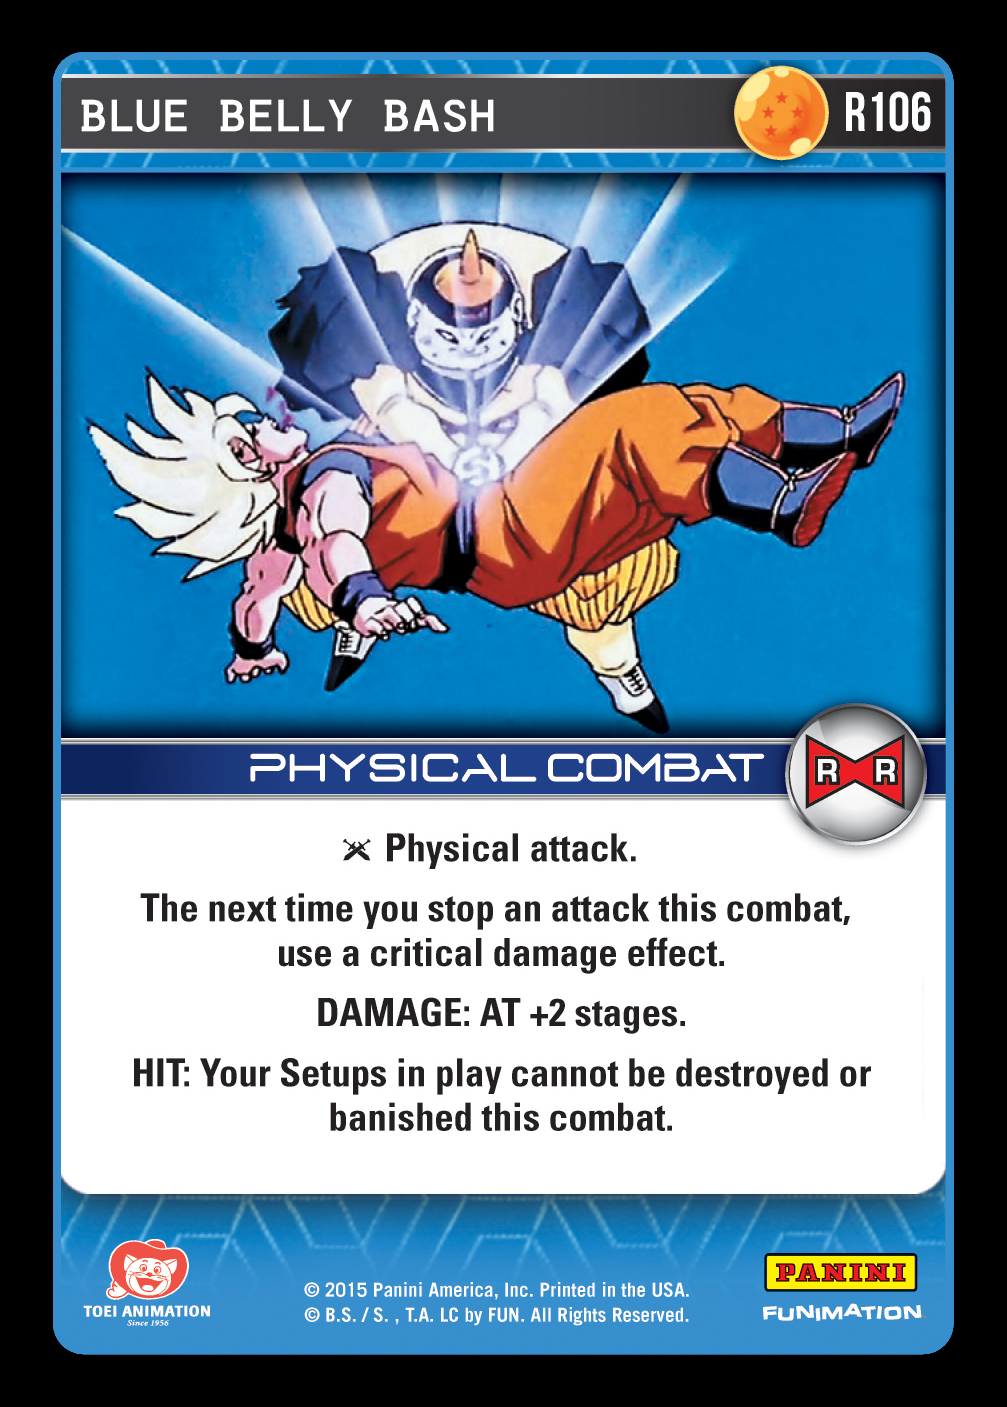 BLUE BELLY BASH
R106
PHYSICAL COMBAT
R R
Physical attack.
The next time you stop an attack this combat,
use a critical damage effect.
DAMAGE: AT +2 stages.
HIT: Your Setups in play cannot be destroyed or
banished this combat.
TOEI ANIMATION
Since 1956
© 2015 Panini America, Inc. Printed in the USA.
© B.S. / S. , T.A. LC by FUN. All Rights Reserved.
PANINI
FUNIMATION